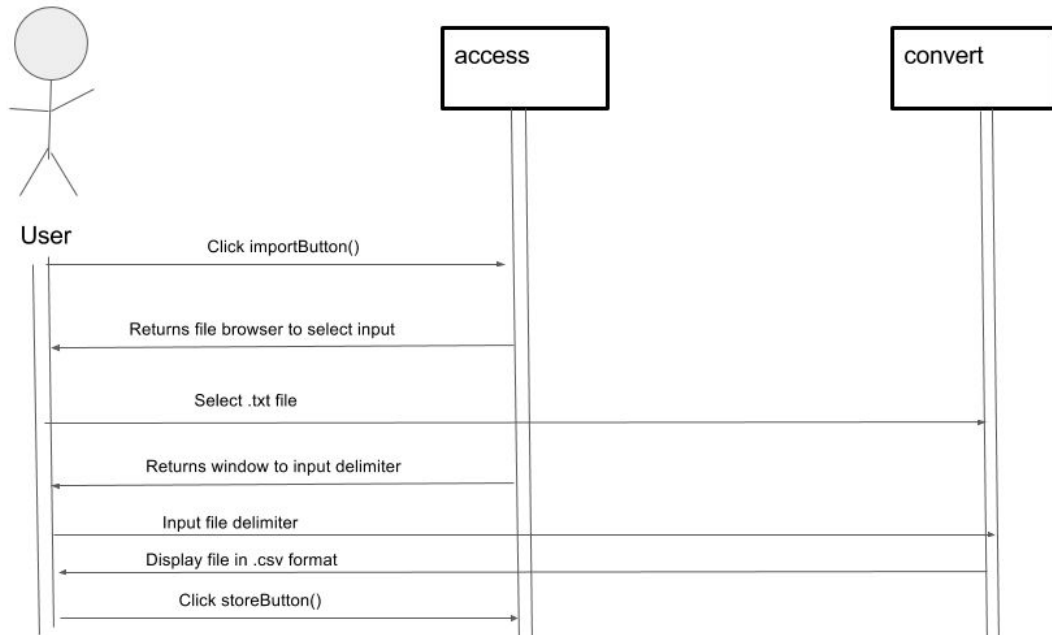 access
convert
User
Click importButton()
Returns file browser to select input
Select .txt file
Returns window to input delimiter
Input file delimiter
Display file in .csv format
Click storeButton()